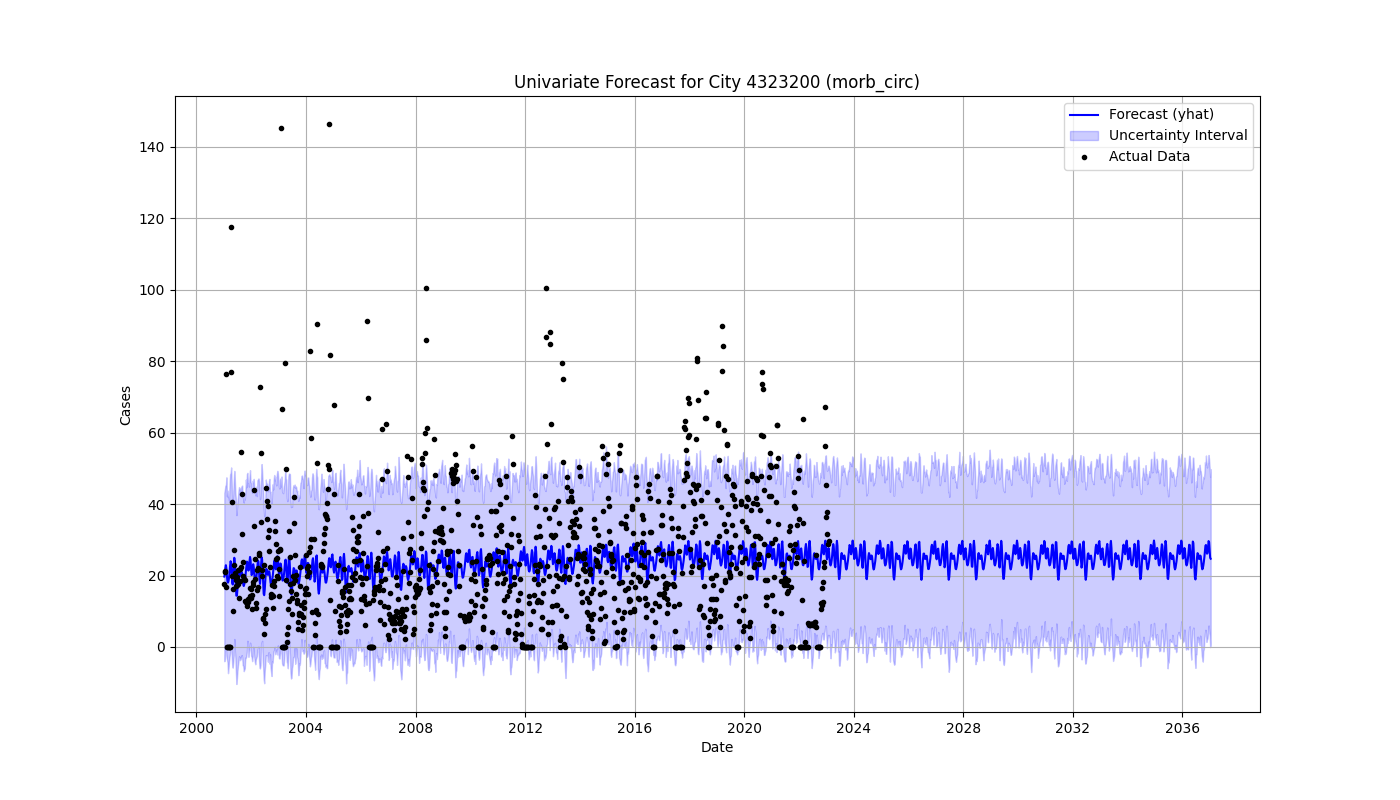 Univariate Forecast for City 4323200 (morb_circ)
Forecast (yhat)
Uncertainty Interval
Actual Data
140
120
100
80
60
40
20
0
Cases
2000 2004 2008 2012 2016 2020 2024 2028 2032 2036
Date